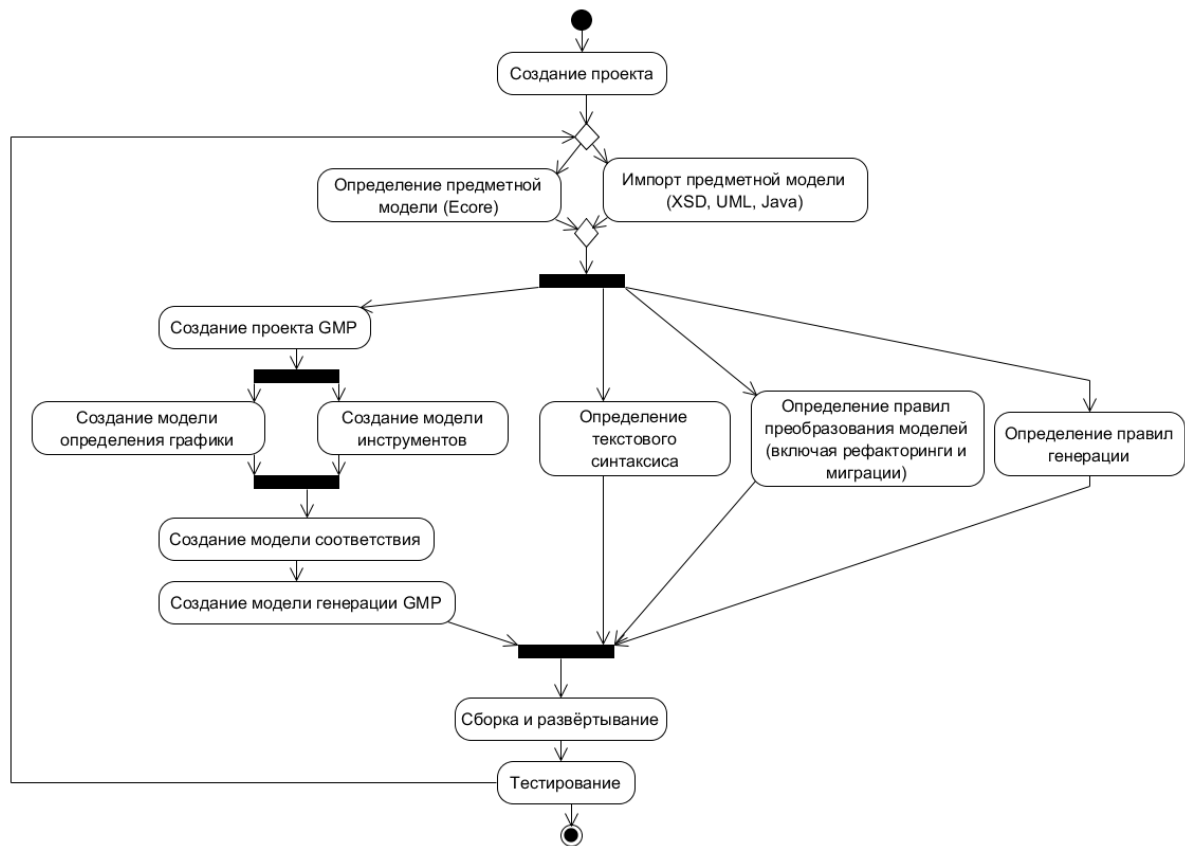 Создание проекта
Определение предметной
модели (Ecore)
Импорт предметной модели
(XSD, UML, Java)
Создание проекта GMP
Создание модели
определения графики
Создание модели
инструментов
Определение
текстового
синтаксиса
Определение правил
преобразования моделей
(включая рефакторинги и
миграции)
Определение правил
генерации
Создание модели соответствия
Создание модели генерации GMP
Сборка и развёртывание
Тестирование